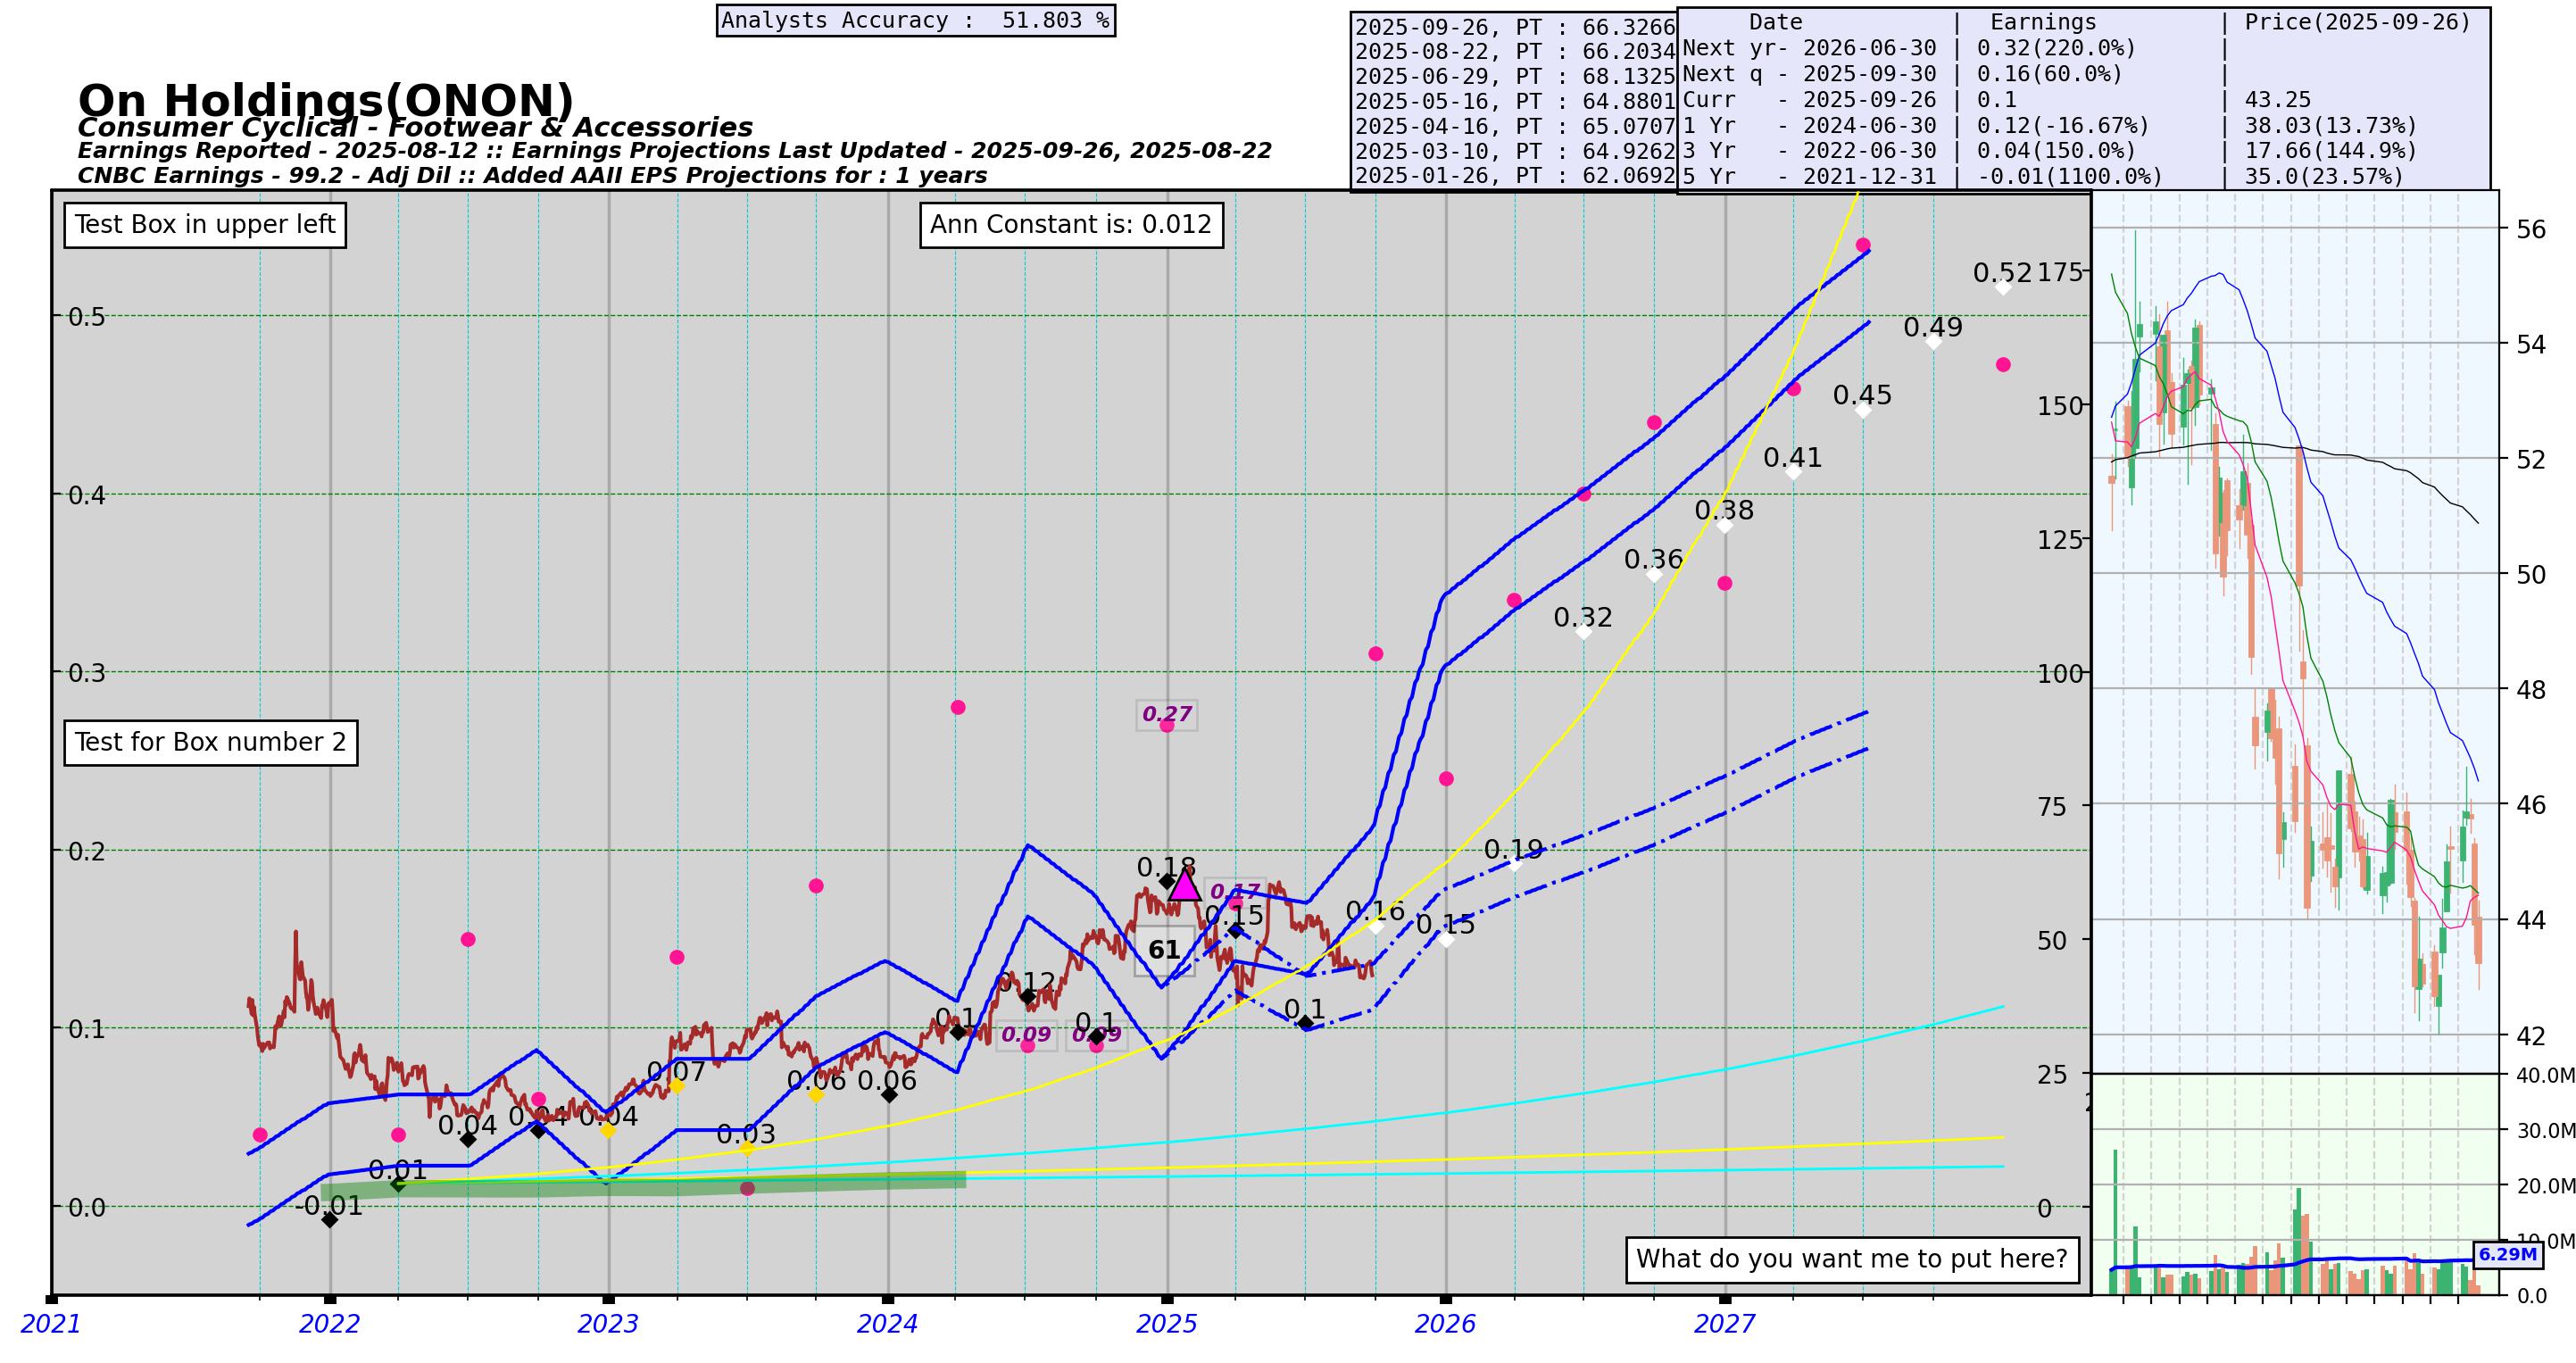 Analysts Accuracy :  51.803 %
2025-09-26, PT : 66.3266
2025-08-22, PT : 66.2034
2025-06-29, PT : 68.1325
2025-05-16, PT : 64.8801
2025-04-16, PT : 65.0707
2025-03-10, PT : 64.9262
2025-01-26, PT : 62.0692
Date | Earnings | Price(2025-09-26)
Next yr- 2026-06-30 | 0.32(220.0%) |
Next q - 2025-09-30 | 0.16(60.0%) |
Curr - 2025-09-26 | 0.1 | 43.25
1 Yr - 2024-06-30 | 0.12(-16.67%) | 38.03(13.73%)
3 Yr - 2022-06-30 | 0.04(150.0%) | 17.66(144.9%)
5 Yr - 2021-12-31 | -0.01(1100.0%) | 35.0(23.57%)
On Holdings(ONON)
Consumer Cyclical - Footwear & Accessories
Earnings Reported - 2025-08-12 :: Earnings Projections Last Updated - 2025-09-26, 2025-08-22
CNBC Earnings - 99.2 - Adj Dil :: Added AAII EPS Projections for : 1 years
Test Box in upper left
Ann Constant is: 0.012
0.5
0.4
0.3
0.2
0.1
0.0
Test for Box number 2
-0.01
0.01
0.04
0.04
0.04
0.07
0.03
0.06
0.06
0.1
0.12
0.09
0.1
0.09
0.27
0.18
61
0.17
0.15
0.1
0.16
0.15
0.19
0.32
0.36
0.38
0.41
0.45
0.49
0.52
175
150
125
100
75
50
25
0
What do you want me to put here?
56
54
52
50
48
46
44
42
40.0M
30.0M
20.0M
10.0M
6.29M
0.0
2021
2022
2023
2024
2025
2026
2027